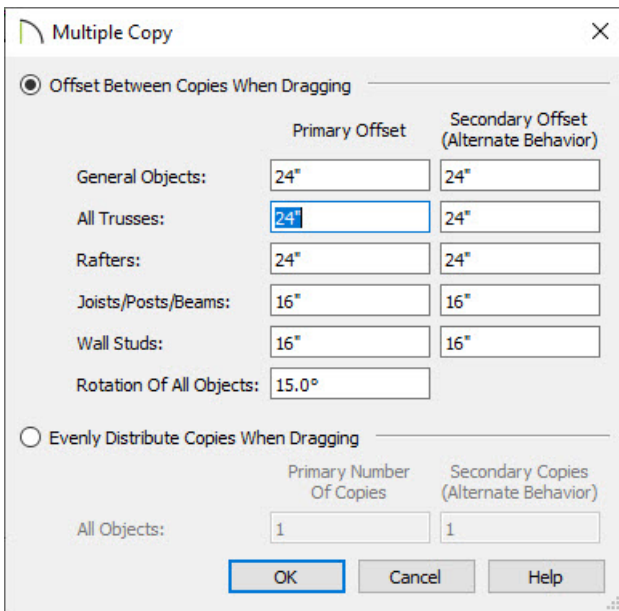 Multiple Copy
Offset Between Copies When Dragging
Primary Offset
Secondary Offset
(Alternate Behavior)
General Objects: 24" 24"
All Trusses: 24" 24"
Rafters: 24" 24"
Joists/Posts/Beams: 16" 16"
Wall Studs: 16" 16"
Rotation Of All Objects: 15.0°
Evenly Distribute Copies When Dragging
Primary Number
Of Copies
Secondary Copies
(Alternate Behavior)
All Objects: 1 1
OK Cancel Help